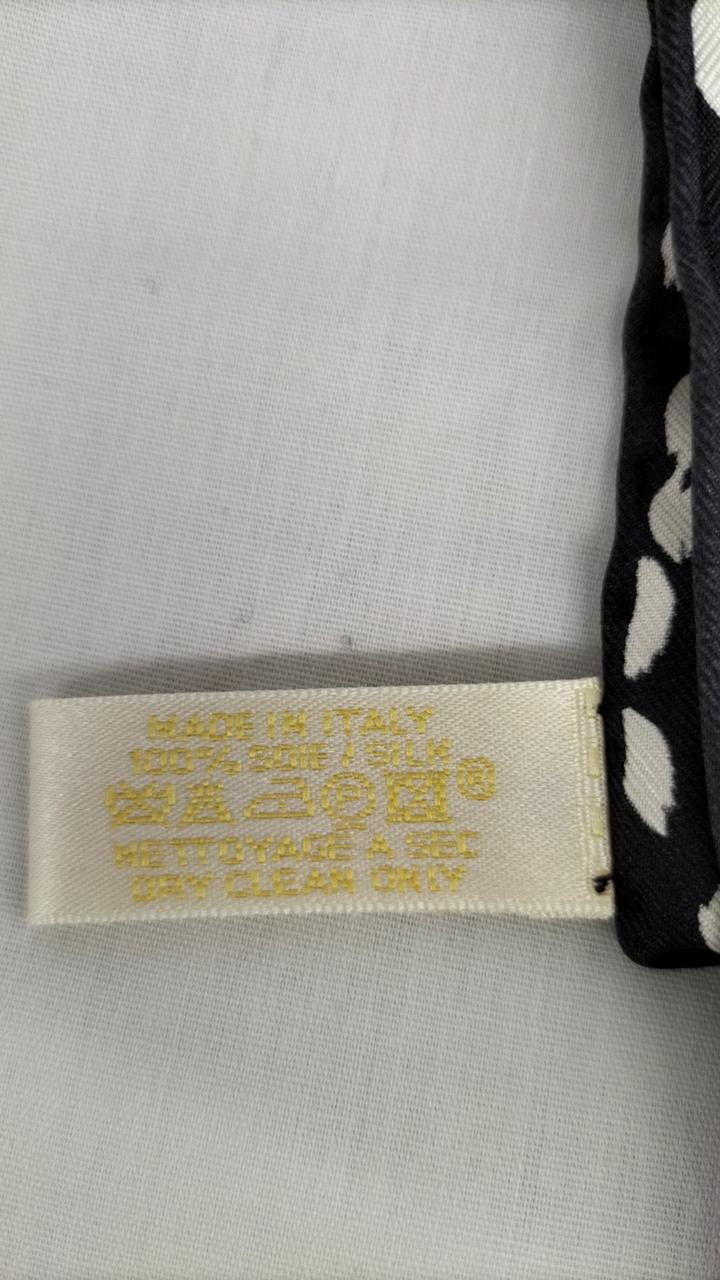 MADE IN ITALY
100% SOIE / SILK
P ®
NETTOYAGE A SEC
DRY CLEAN ONLY